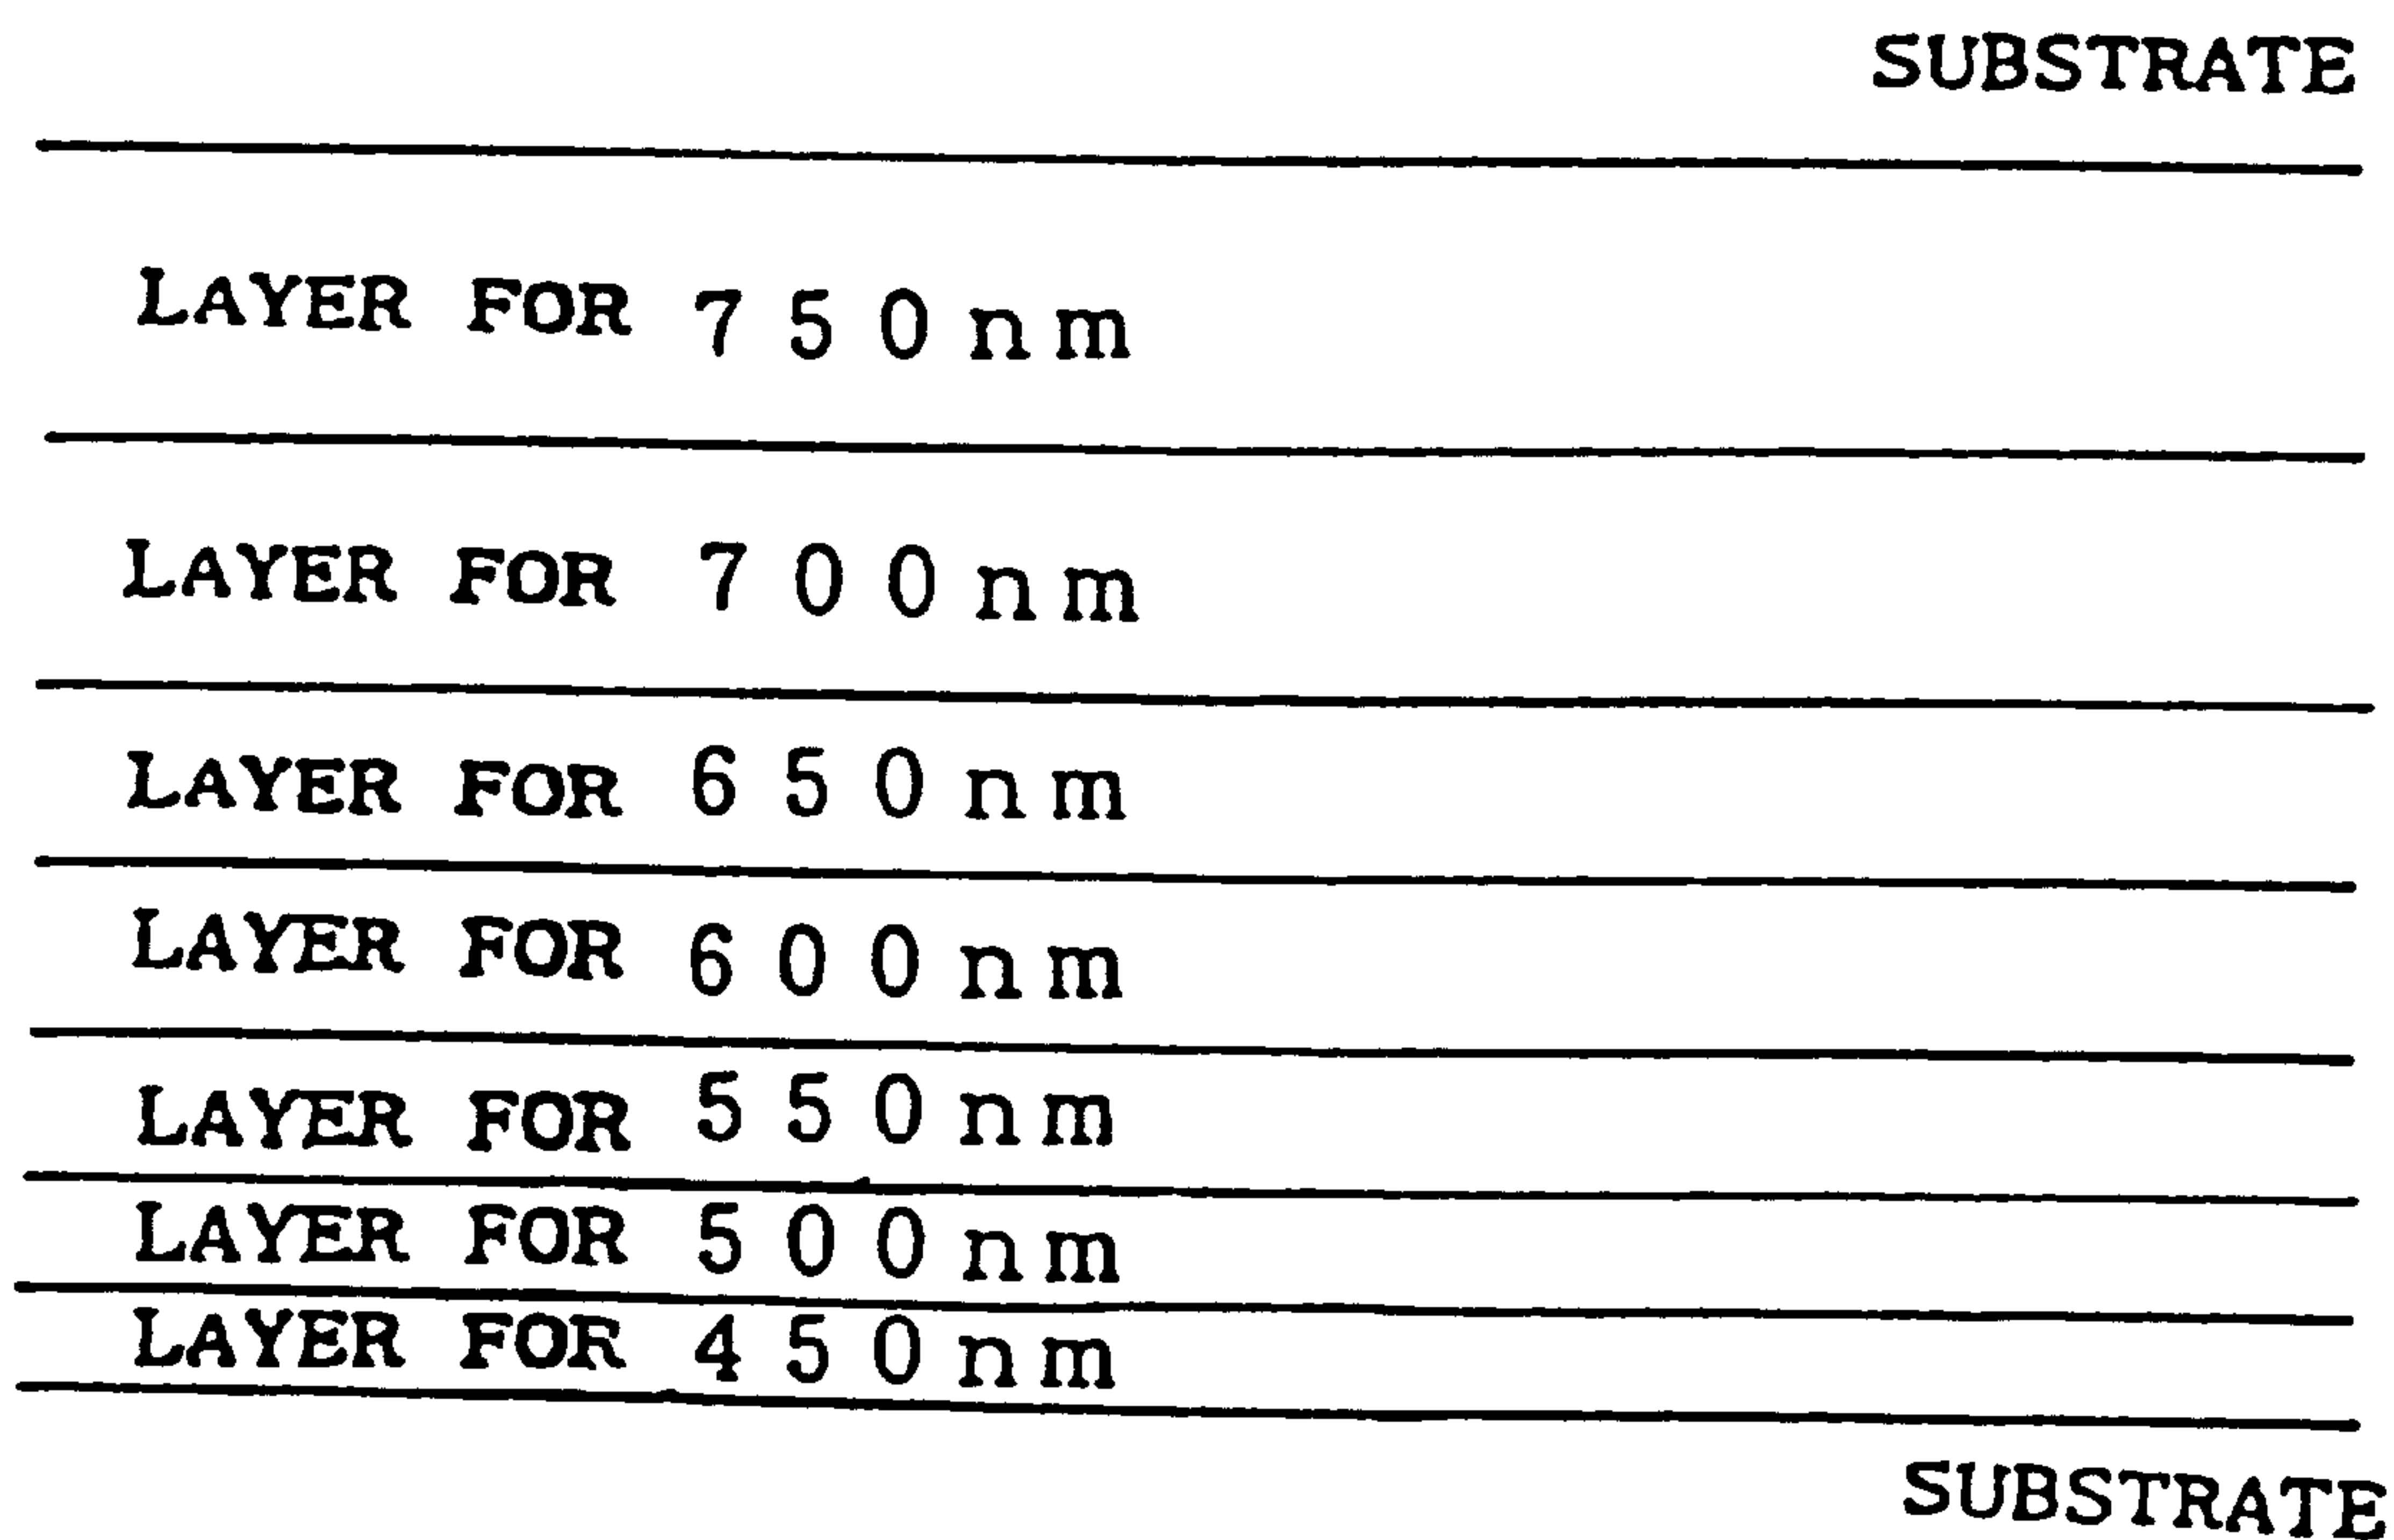 SUBSTRATE
LAYER FOR 750nm
LAYER FOR 700nm
LAYER FOR 650nm
LAYER FOR 600nm
LAYER FOR 550nm
LAYER FOR 500nm
LAYER FOR 450nm
SUBSTRATE